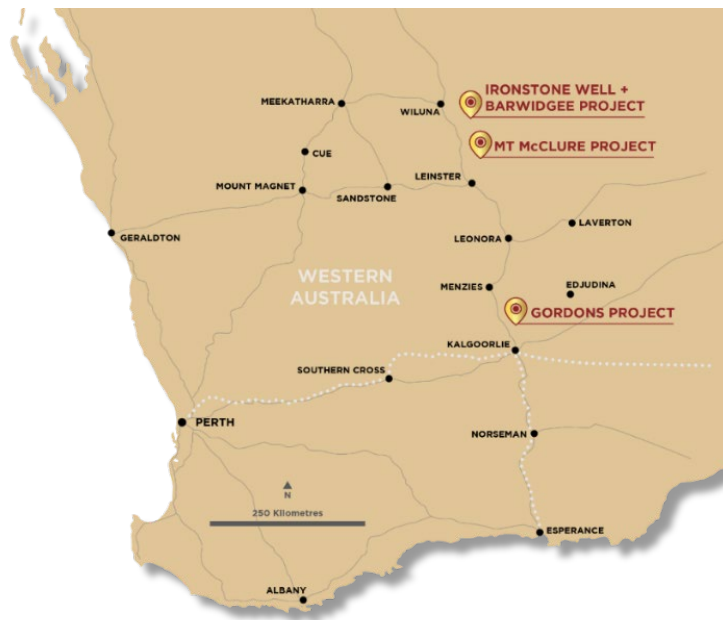 IRONSTONE WELL +
BARWIDGEE PROJECT
MEEKATHARRA
WILUNA
MT McCLURE PROJECT
CUE
LEINSTER
MOUNT MAGNET
SANDSTONE
LAVERTON
GERALDTON
LEONORA
WESTERN
AUSTRALIA
MENZIES
EDJUDINA
GORDONS PROJECT
KALGOORLIE
SOUTHERN CROSS
PERTH
NORSEMAN
N
250 Kilometres
ESPERANCE
ALBANY